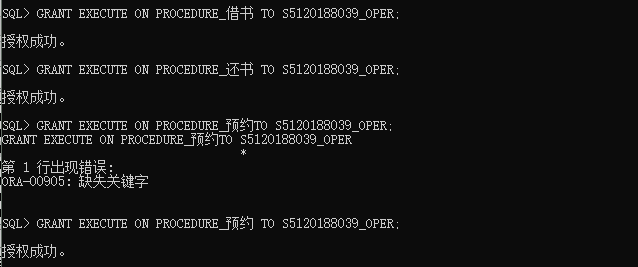 SQL> GRANT EXECUTE ON PROCEDURE_借书 TO S5120188039_OPER;
授权成功。
SQL> GRANT EXECUTE ON PROCEDURE_还书 TO S5120188039_OPER;
授权成功。
SQL> GRANT EXECUTE ON PROCEDURE_预约TO S5120188039_OPER;
GRANT EXECUTE ON PROCEDURE_预约TO S5120188039_OPER
*
第 1 行出现错误:
ORA-00905: 缺失关键字
SQL> GRANT EXECUTE ON PROCEDURE_预约 TO S5120188039_OPER;
授权成功。